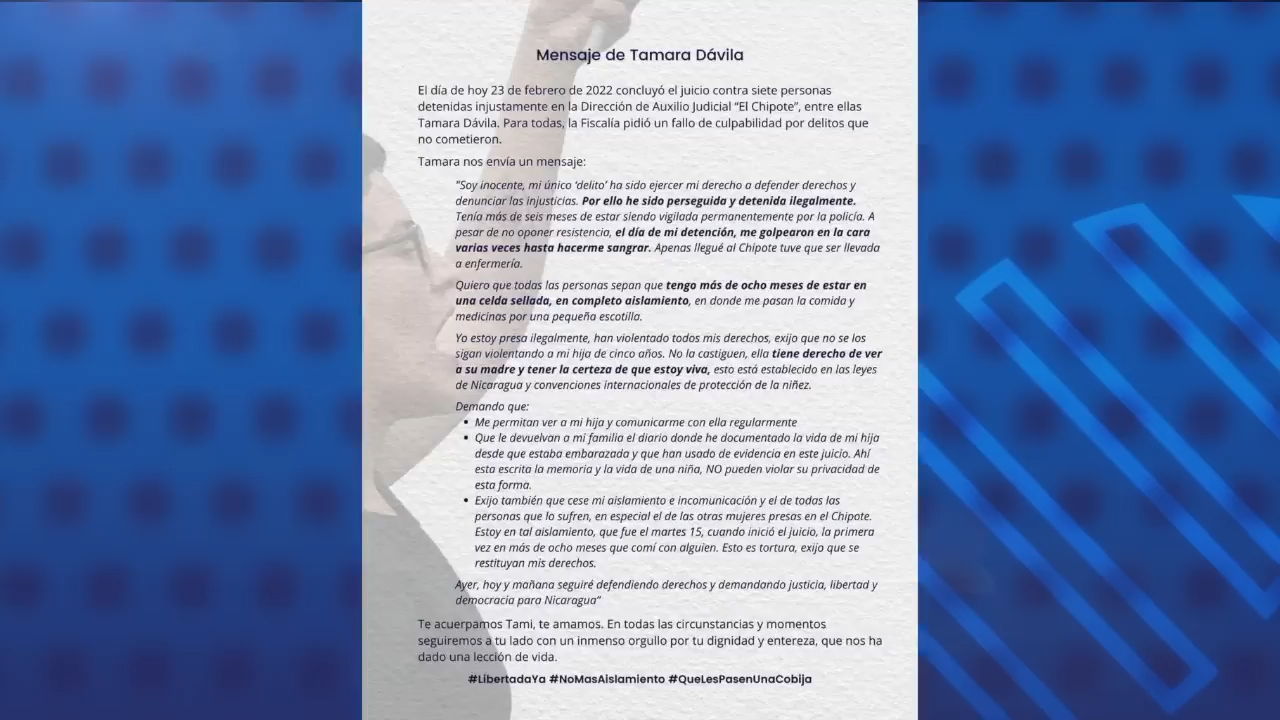 Mensaje de Tamara Dávila
El día de hoy 23 de febrero de 2022 concluyó el juicio contra siete personas
detenidas injustamente en la Dirección de Auxilio Judicial “El Chipote”, entre ellas
Tamara Dávila. Para todas, la Fiscalía pidió un fallo de culpabilidad por delitos que
no cometieron.
Tamara nos envía un mensaje:
"Soy inocente, mi único ‘delito’ ha sido ejercer mi derecho a defender derechos y
denunciar las injusticias. Por ello he sido perseguida y detenida ilegalmente.
Tenía más de seis meses de estar siendo vigilada permanentemente por la policía. A
pesar de no oponer resistencia, el día de mi detención, me golpearon en la cara
varias veces hasta hacerme sangrar. Apenas llegué al Chipote tuve que ser llevada
a enfermería.
Quiero que todas las personas sepan que tengo más de ocho meses de estar en
una celda sellada, en completo aislamiento, en donde me pasan la comida y
medicinas por una pequeña escotilla.
Yo estoy presa ilegalmente, han violentado todos mis derechos, exijo que no se los
sigan violentando a mi hija de cinco años. No la castiguen, ella tiene derecho de ver
a su madre y tener la certeza de que estoy viva, esto está establecido en las leyes
de Nicaragua y convenciones internacionales de protección de la niñez.
Demando que:
• Me permitan ver a mi hija y comunicarme con ella regularmente
• Que le devuelvan a mi familia el diario donde he documentado la vida de mi hija
desde que estaba embarazada y que han usado de evidencia en este juicio. Ahí
esta escrita la memoria y la vida de una niña, NO pueden violar su privacidad de
esta forma.
• Exijo también que cese mi aislamiento e incomunicación y el de todas las
personas que lo sufren, en especial el de las otras mujeres presas en el Chipote.
Estoy en tal aislamiento, que fue el martes 15, cuando inició el juicio, la primera
vez en más de ocho meses que comí con alguien. Esto es tortura, exijo que se
restituyan mis derechos.
Ayer, hoy y mañana seguiré defendiendo derechos y demandando justicia, libertad y
democracia para Nicaragua”
Te acuerpamos Tami, te amamos. En todas las circunstancias y momentos
seguiremos a tu lado con un inmenso orgullo por tu dignidad y entereza, que nos ha
dado una lección de vida.
#LibertadaYa #NoMasAislamiento #QueLesPasenUnaCobija